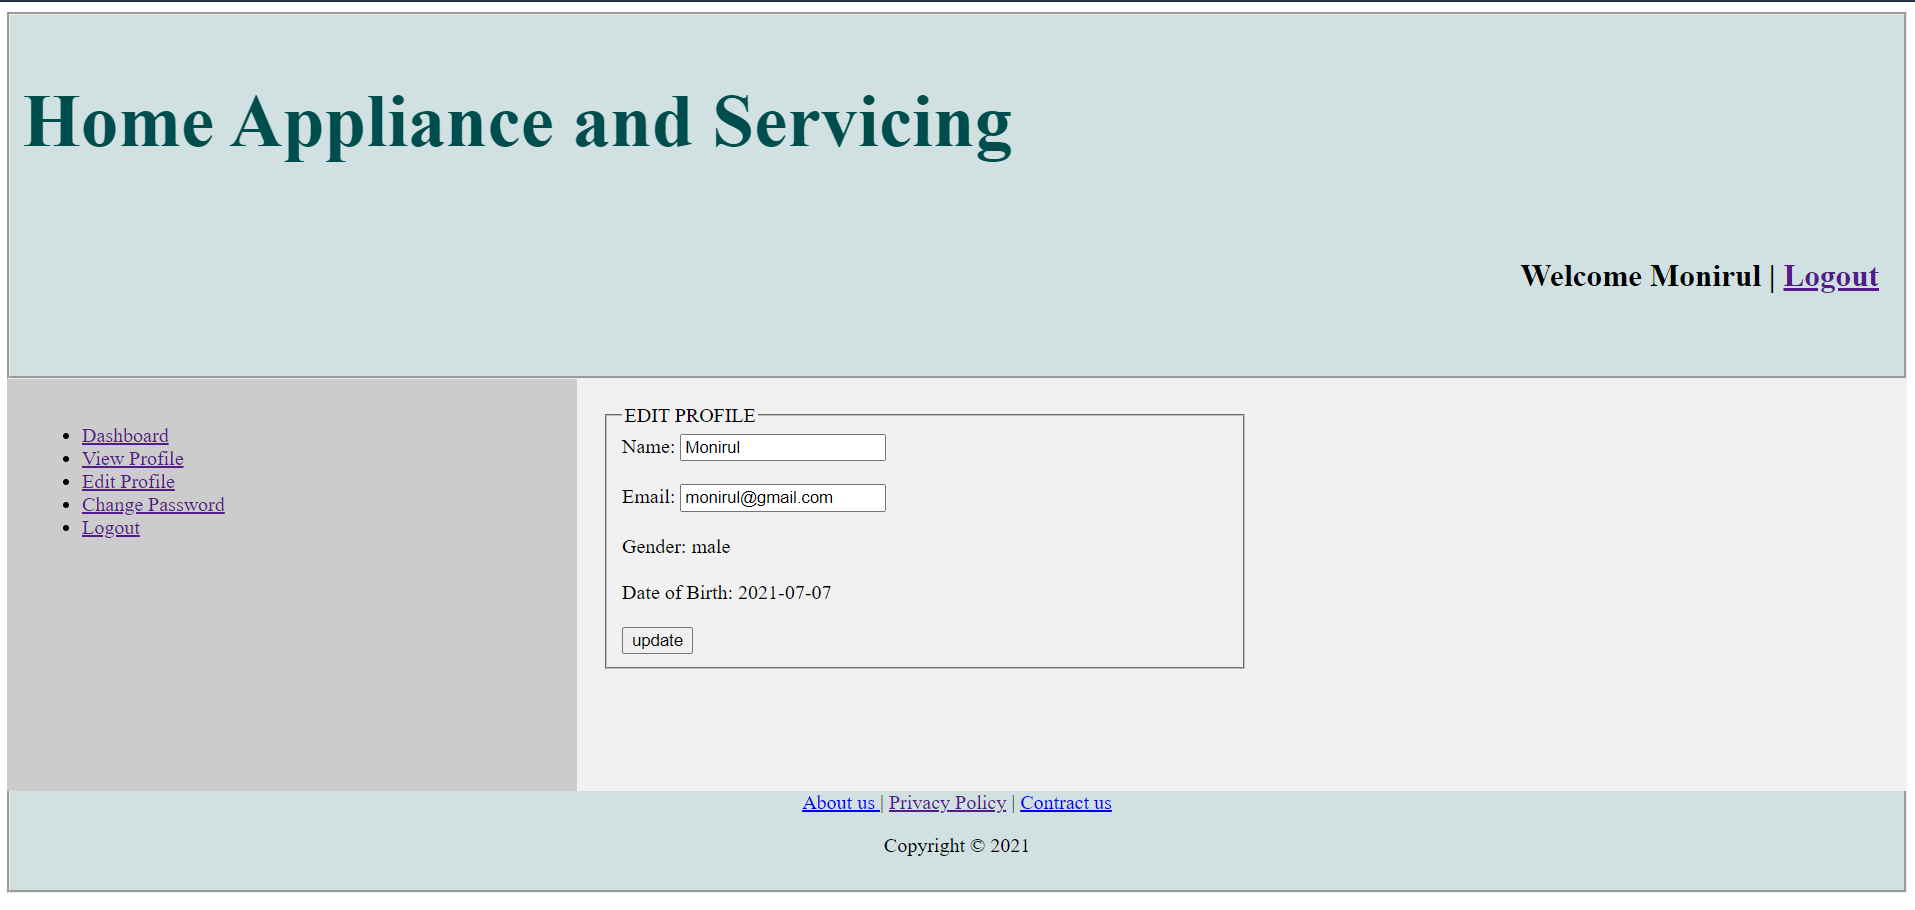 Home Appliance and Servicing
Welcome Monirul | Logout
Dashboard
View Profile
Edit Profile
Change Password
Logout
EDIT PROFILE
Name: Monirul
Email: monirul@gmail.com
Gender: male
Date of Birth: 2021-07-07
update
About us | Privacy Policy | Contract us
Copyright © 2021